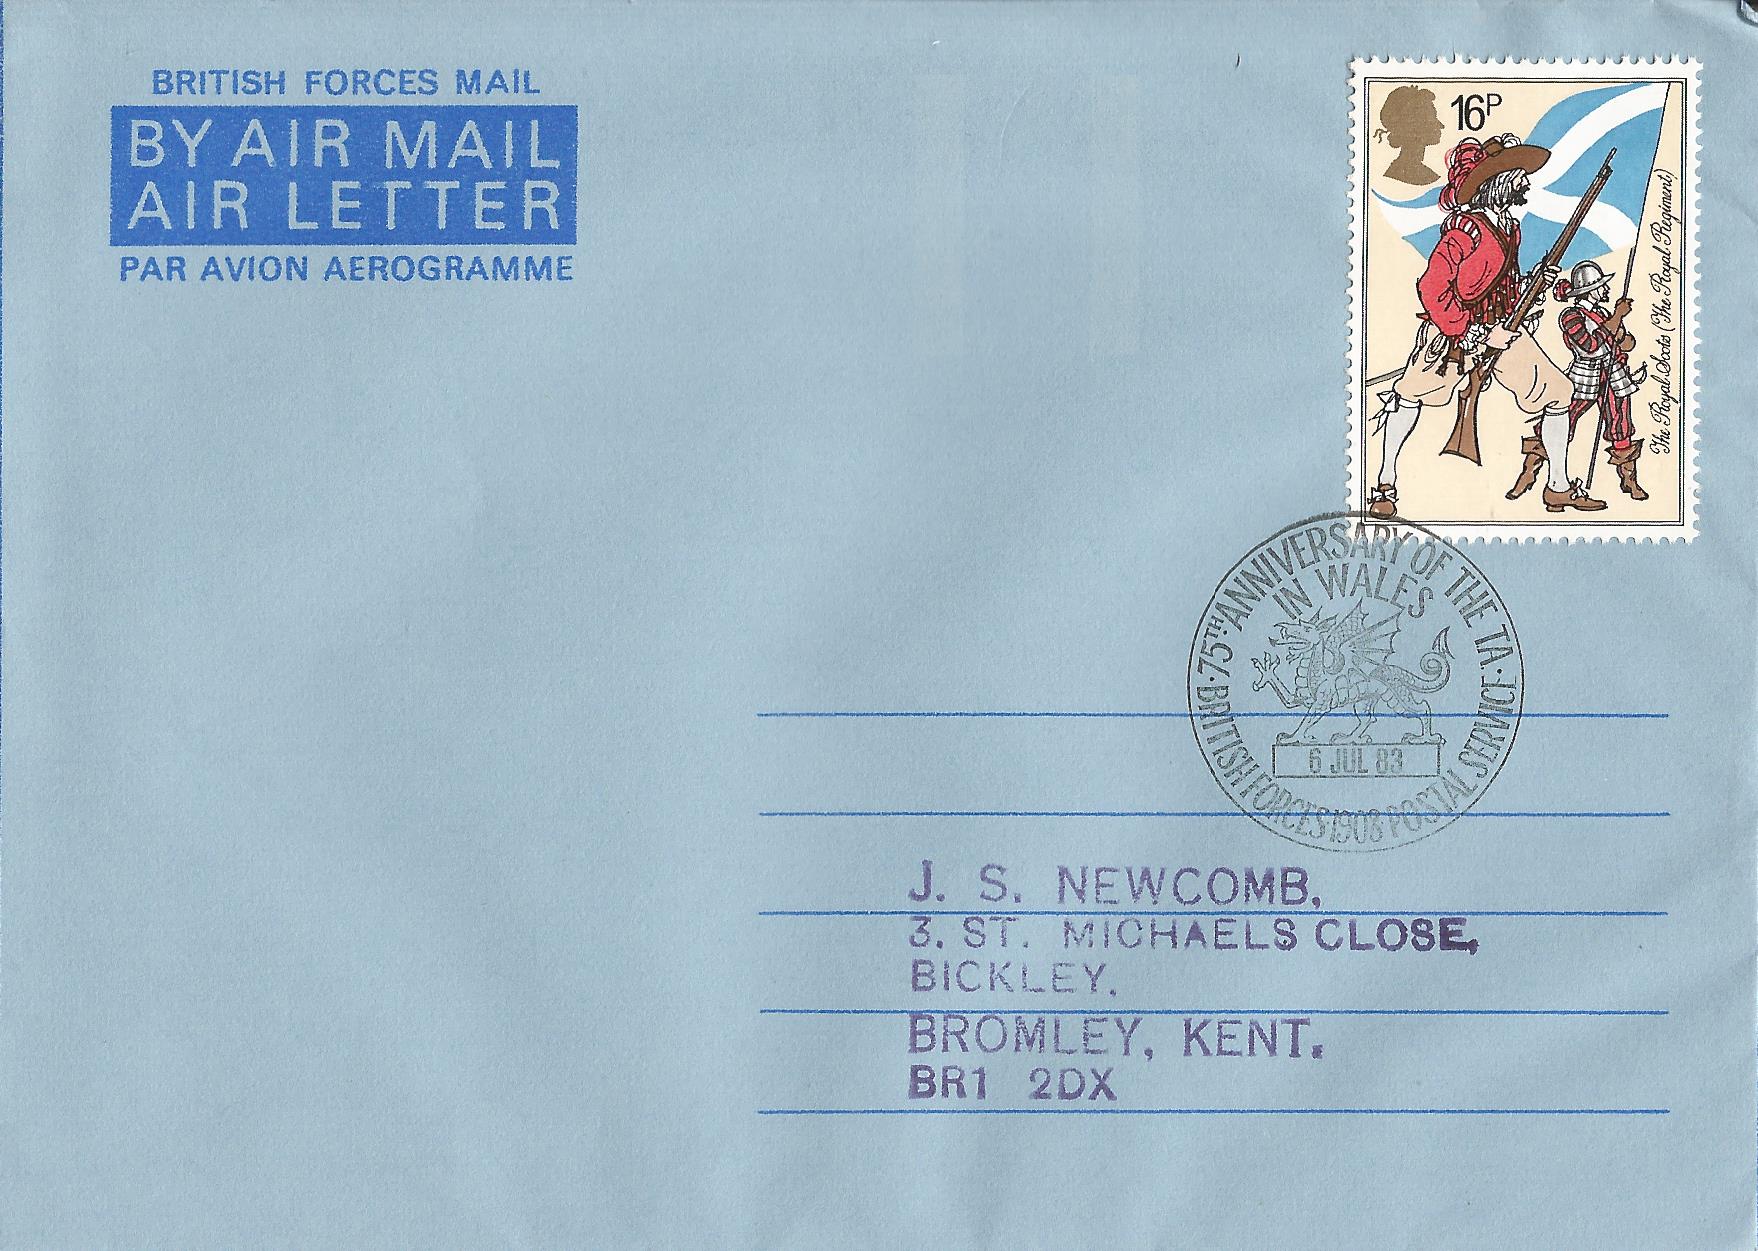 BRITISH FORCES MAIL
BY AIR MAIL
AIR LETTER
PAR AVION AEROGRAMME
16P
The Royal Scots (The Royal Regiment)
·75TH ANNIVERSARY OF THE TA·
IN WALES
6 JUL 83
BRITISH FORCES 1908 POSTAL SERVICE
J. S. NEWCOMB,
3. ST. MICHAELS CLOSE,
BICKLEY.
BROMLEY, KENT.
BR1 2DX